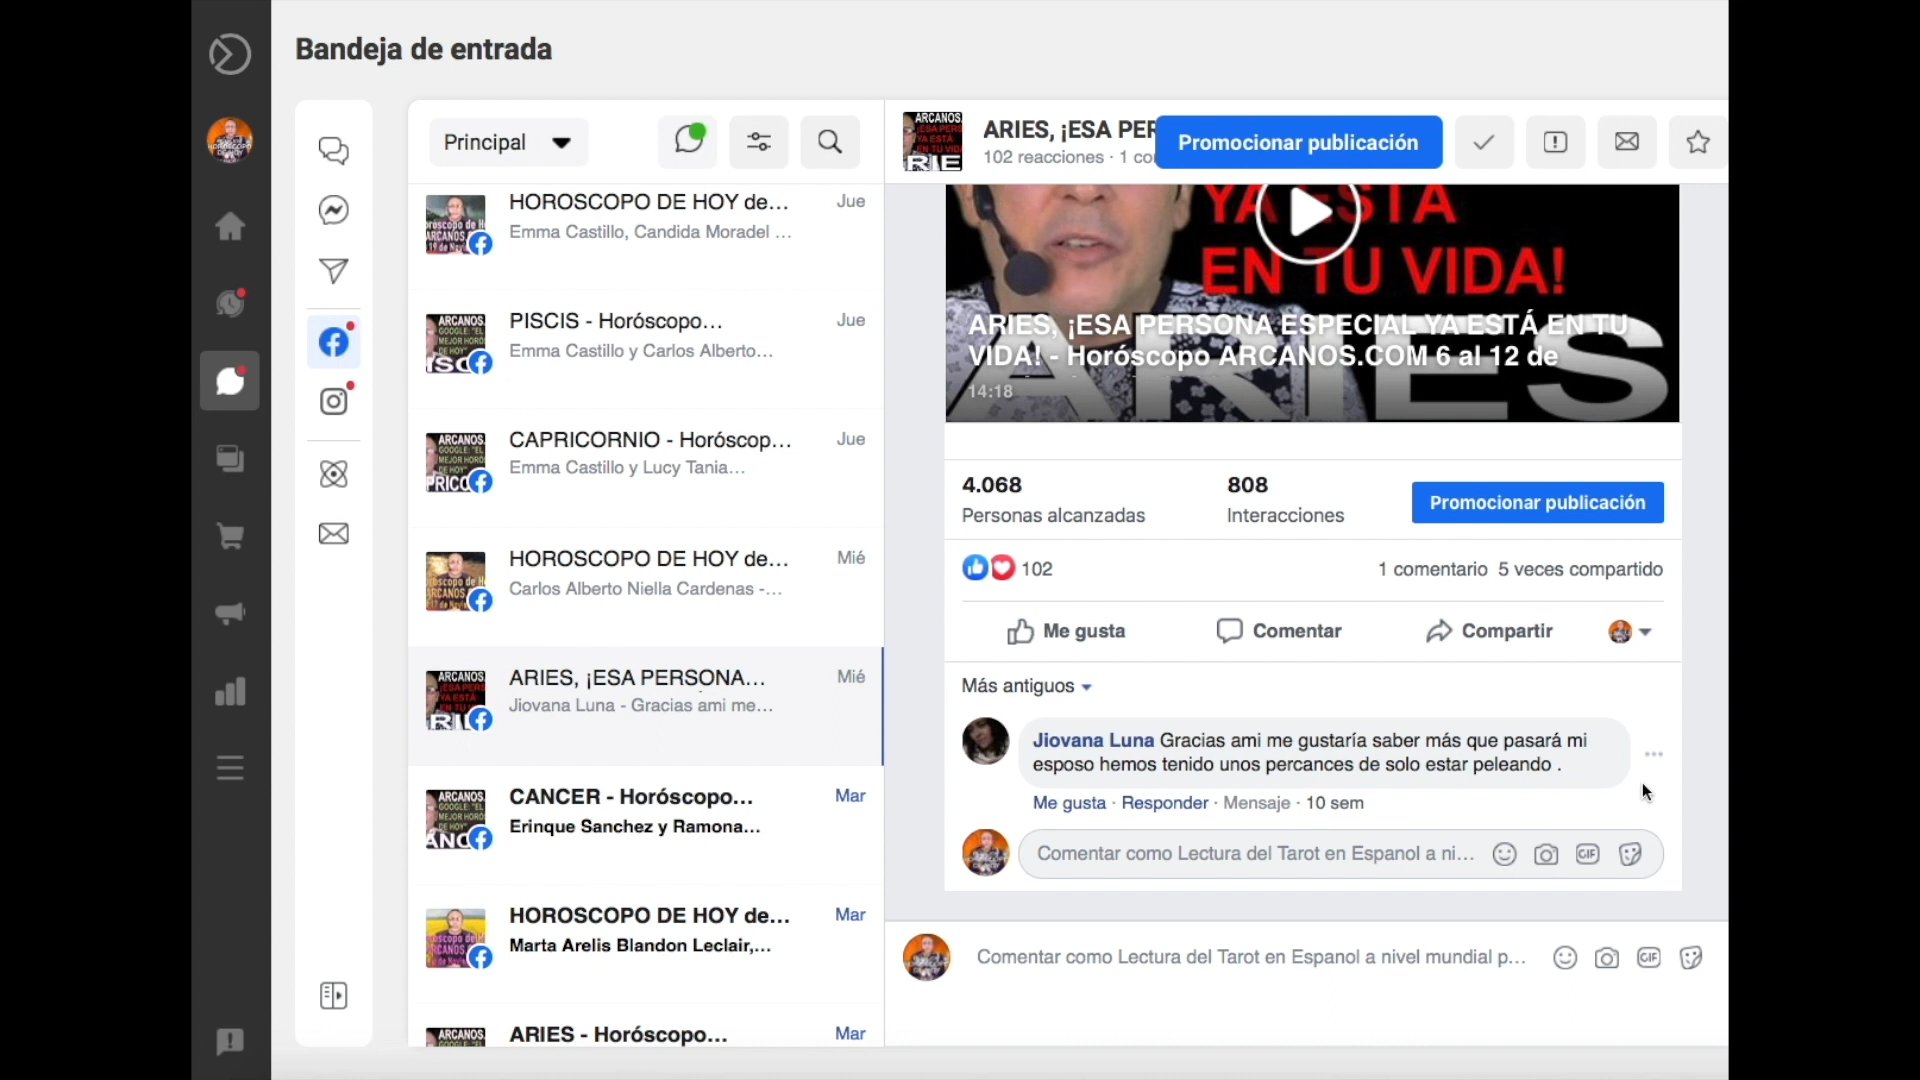 Bandeja de entrada
Principal
HOROSCOPO DE HOY de...
Jue
Emma Castillo, Candida Moradel ...
PISCIS - Horóscopo...
Jue
Emma Castillo y Carlos Alberto...
CAPRICORNIO - Horóscop...
Jue
Emma Castillo y Lucy Tania...
HOROSCOPO DE HOY de...
Mié
Carlos Alberto Niella Cardenas -...
ARIES, ¡ESA PERSONA...
Mié
Jiovana Luna - Gracias ami me...
CANCER - Horóscopo...
Mar
Erinque Sanchez y Ramona...
HOROSCOPO DE HOY de...
Mar
Marta Arelis Blandon Leclair,...
ARIES - Horóscopo...
Mar
ARIES, ¡ESA PER
102 reacciones · 1 co
Promocionar publicación
YA ESTA
EN TU VIDA!
ARIES
ARIES, ¡ESA PERSONA ESPECIAL YA ESTÁ EN TU
VIDA! - Horóscopo ARCANOS.COM 6 al 12 de
14:18
4.068
Personas alcanzadas
808
Interacciones
Promocionar publicación
102
1 comentario 5 veces compartido
Me gusta
Comentar
Compartir
Más antiguos
Jiovana Luna Gracias ami me gustaría saber más que pasará mi
esposo hemos tenido unos percances de solo estar peleando .
Me gusta · Responder · Mensaje · 10 sem
Comentar como Lectura del Tarot en Espanol a ni...
GIF
Comentar como Lectura del Tarot en Espanol a nivel mundial p...
GIF